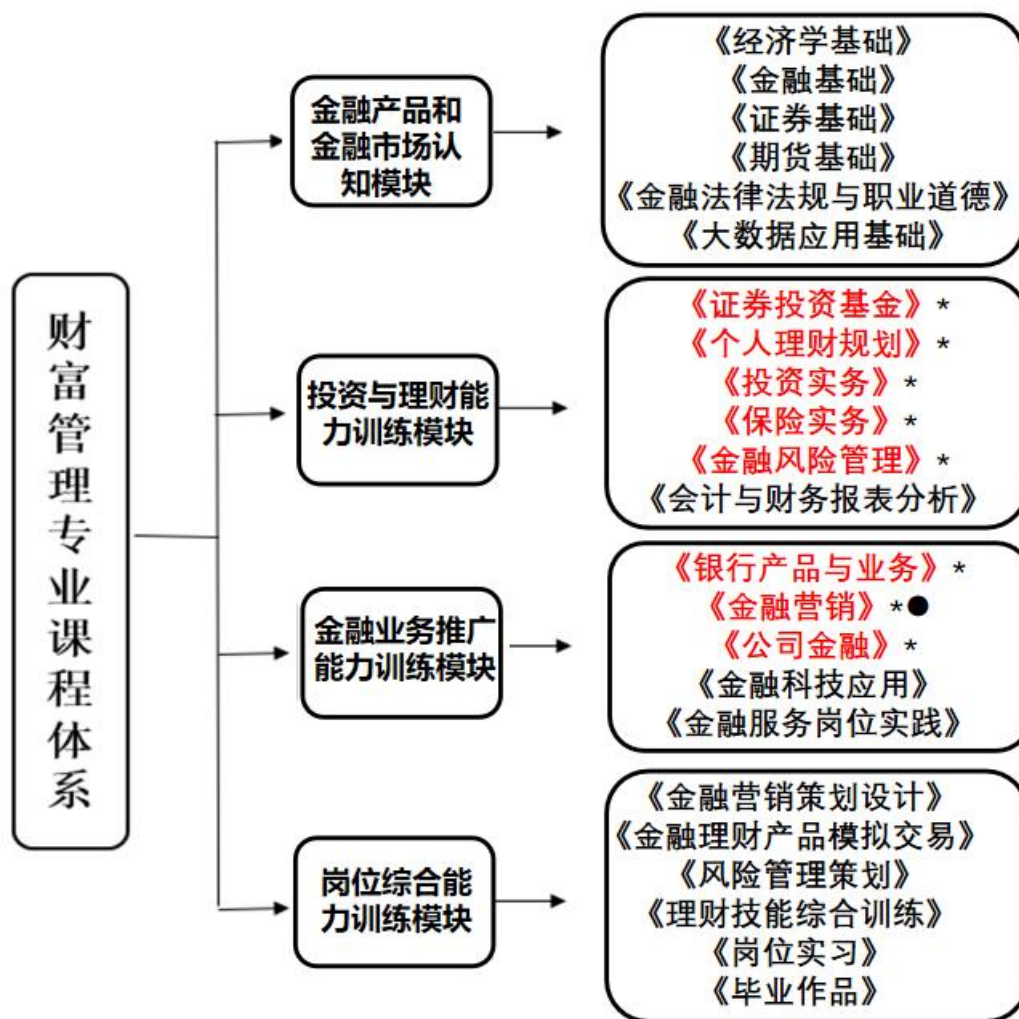 财富管理专业课程体系
金融产品和
金融市场认
知模块
《经济学基础》
《金融基础》
《证券基础》
《期货基础》
《金融法律法规与职业道德》
《大数据应用基础》
投资与理财能
力训练模块
《证券投资基金》*
《个人理财规划》*
《投资实务》*
《保险实务》*
《金融风险管理》*
《会计与财务报表分析》
金融业务推广
能力训练模块
《银行产品与业务》*
《金融营销》*●
《公司金融》*
《金融科技应用》
《金融服务岗位实践》
岗位综合能
力训练模块
《金融营销策划设计》
《金融理财产品模拟交易》
《风险管理策划》
《理财技能综合训练》
《岗位实习》
《毕业作品》